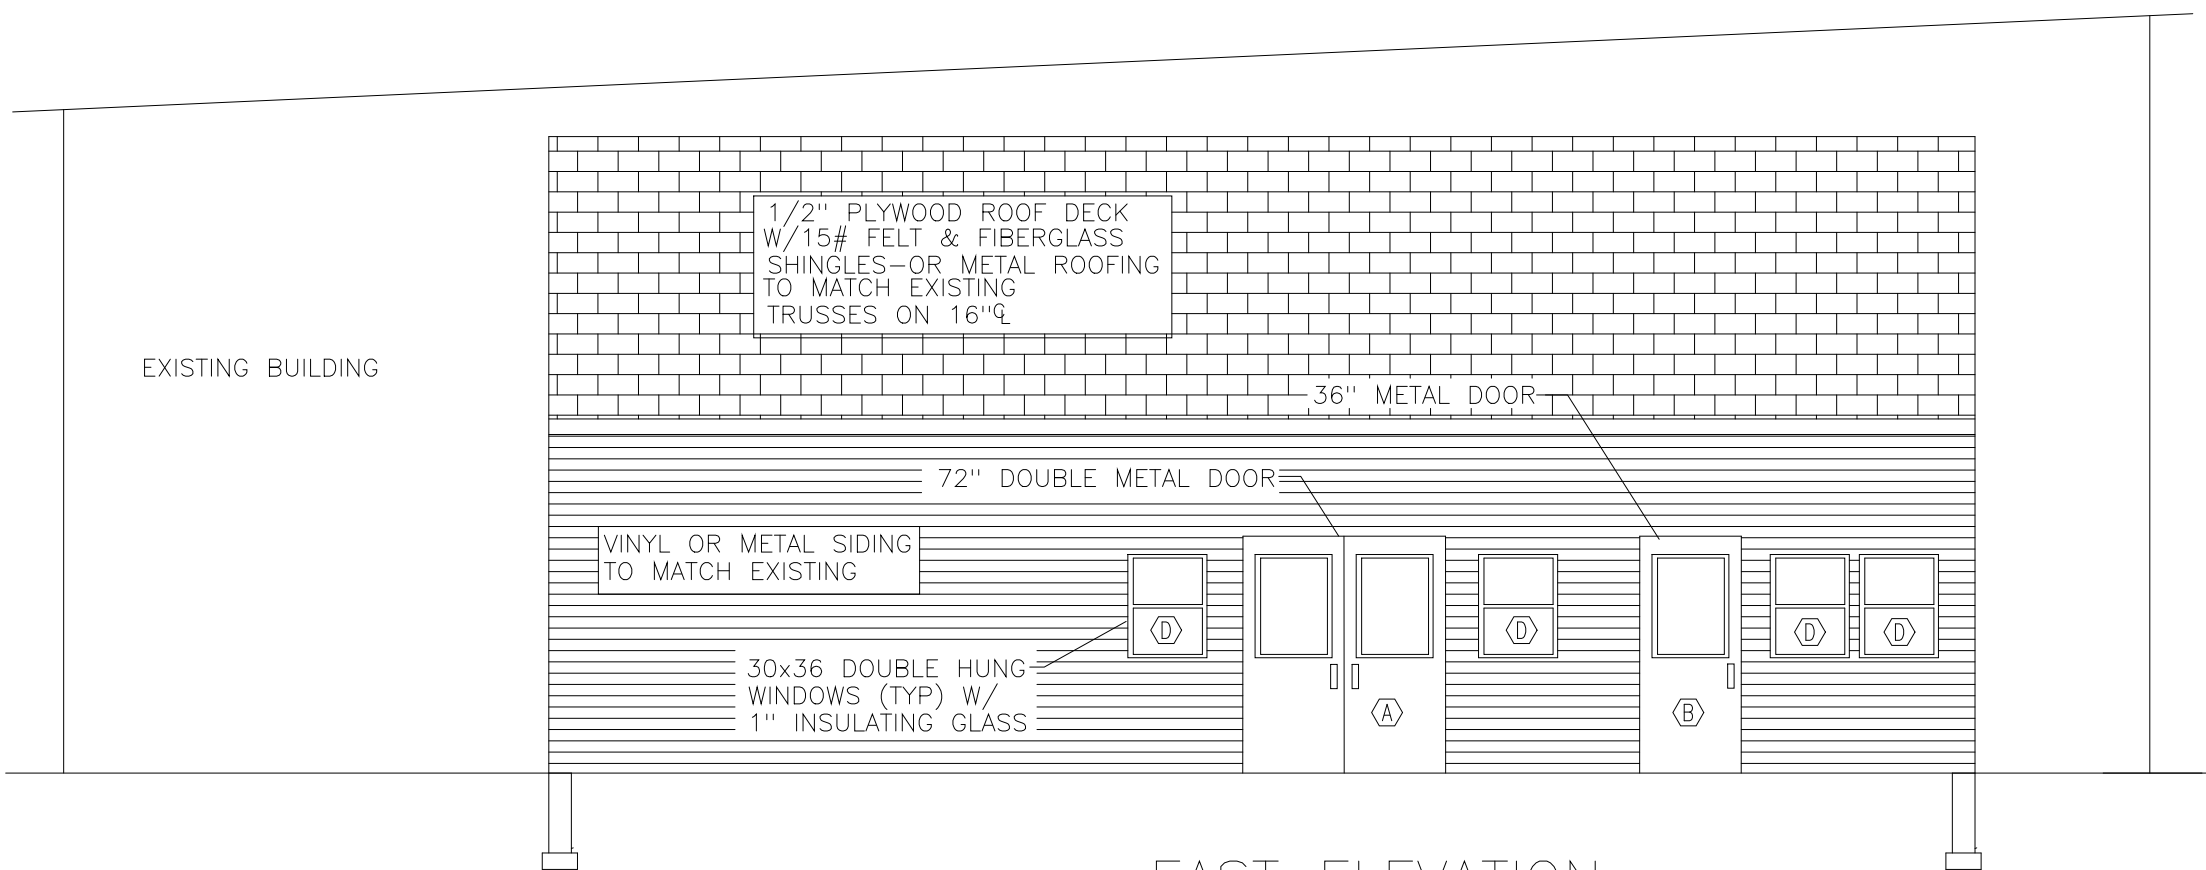 1/2" PLYWOOD ROOF DECK
W/15# FELT & FIBERGLASS
SHINGLES-OR METAL ROOFING
TO MATCH EXISTING
TRUSSES ON 16"℄
EXISTING BUILDING
36" METAL DOOR
72" DOUBLE METAL DOOR
VINYL OR METAL SIDING
TO MATCH EXISTING
D
D
D
D
30x36 DOUBLE HUNG
WINDOWS (TYP) W/
1" INSULATING GLASS
A
B
EAST ELEVATION